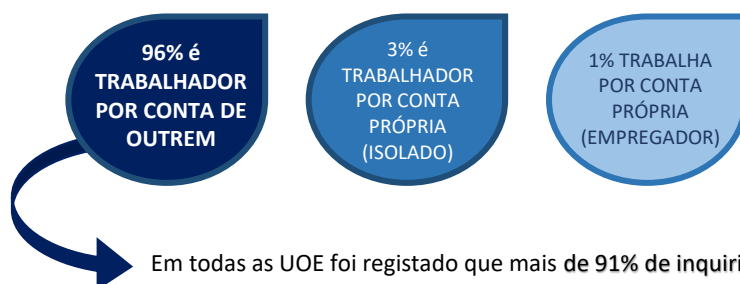 96% é
TRABALHADOR
POR CONTA DE
OUTREM
3% é
TRABALHADOR
POR CONTA
PRÓPRIA
(ISOLADO)
1% TRABALHA
POR CONTA
PRÓPRIA
(EMPREGADOR)
Em todas as UOE foi registado que mais de 91% de inquiri